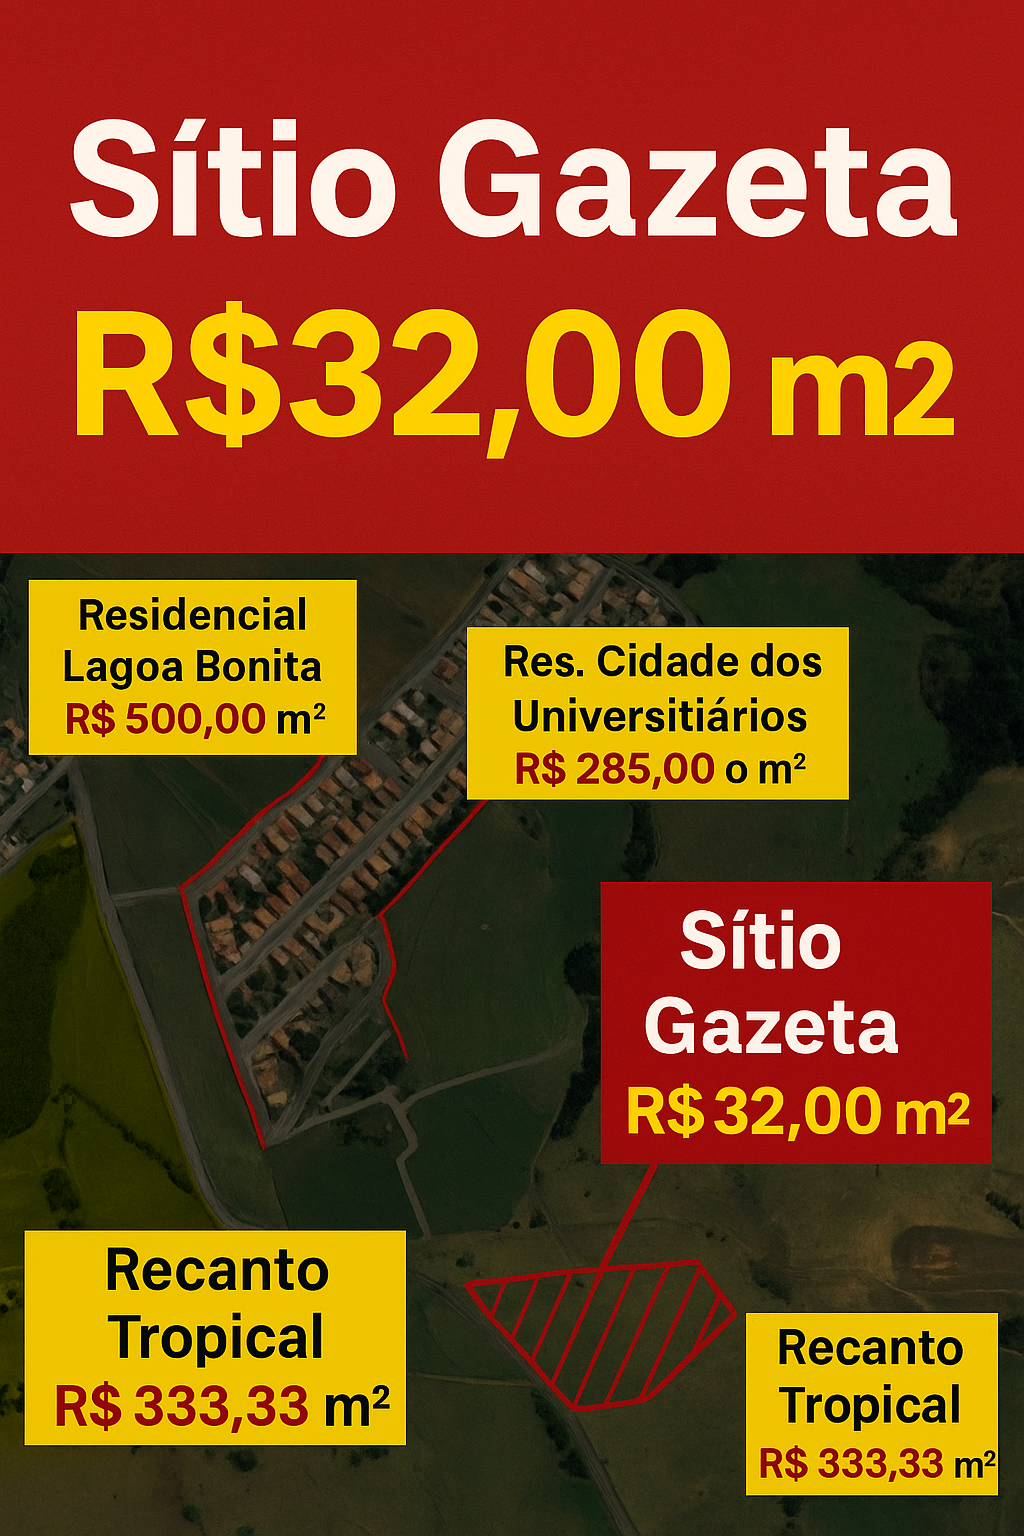 Sítio Gazeta
R$32,00 m2
Residencial
Lagoa Bonita
R$ 500,00 m²
Res. Cidade dos
Universitiários
R$ 285,00 o m²
Sítio
Gazeta
R$ 32,00 m²
Recanto
Tropical
R$ 333,33 m²
Recanto
Tropical
R$ 333,33 m²